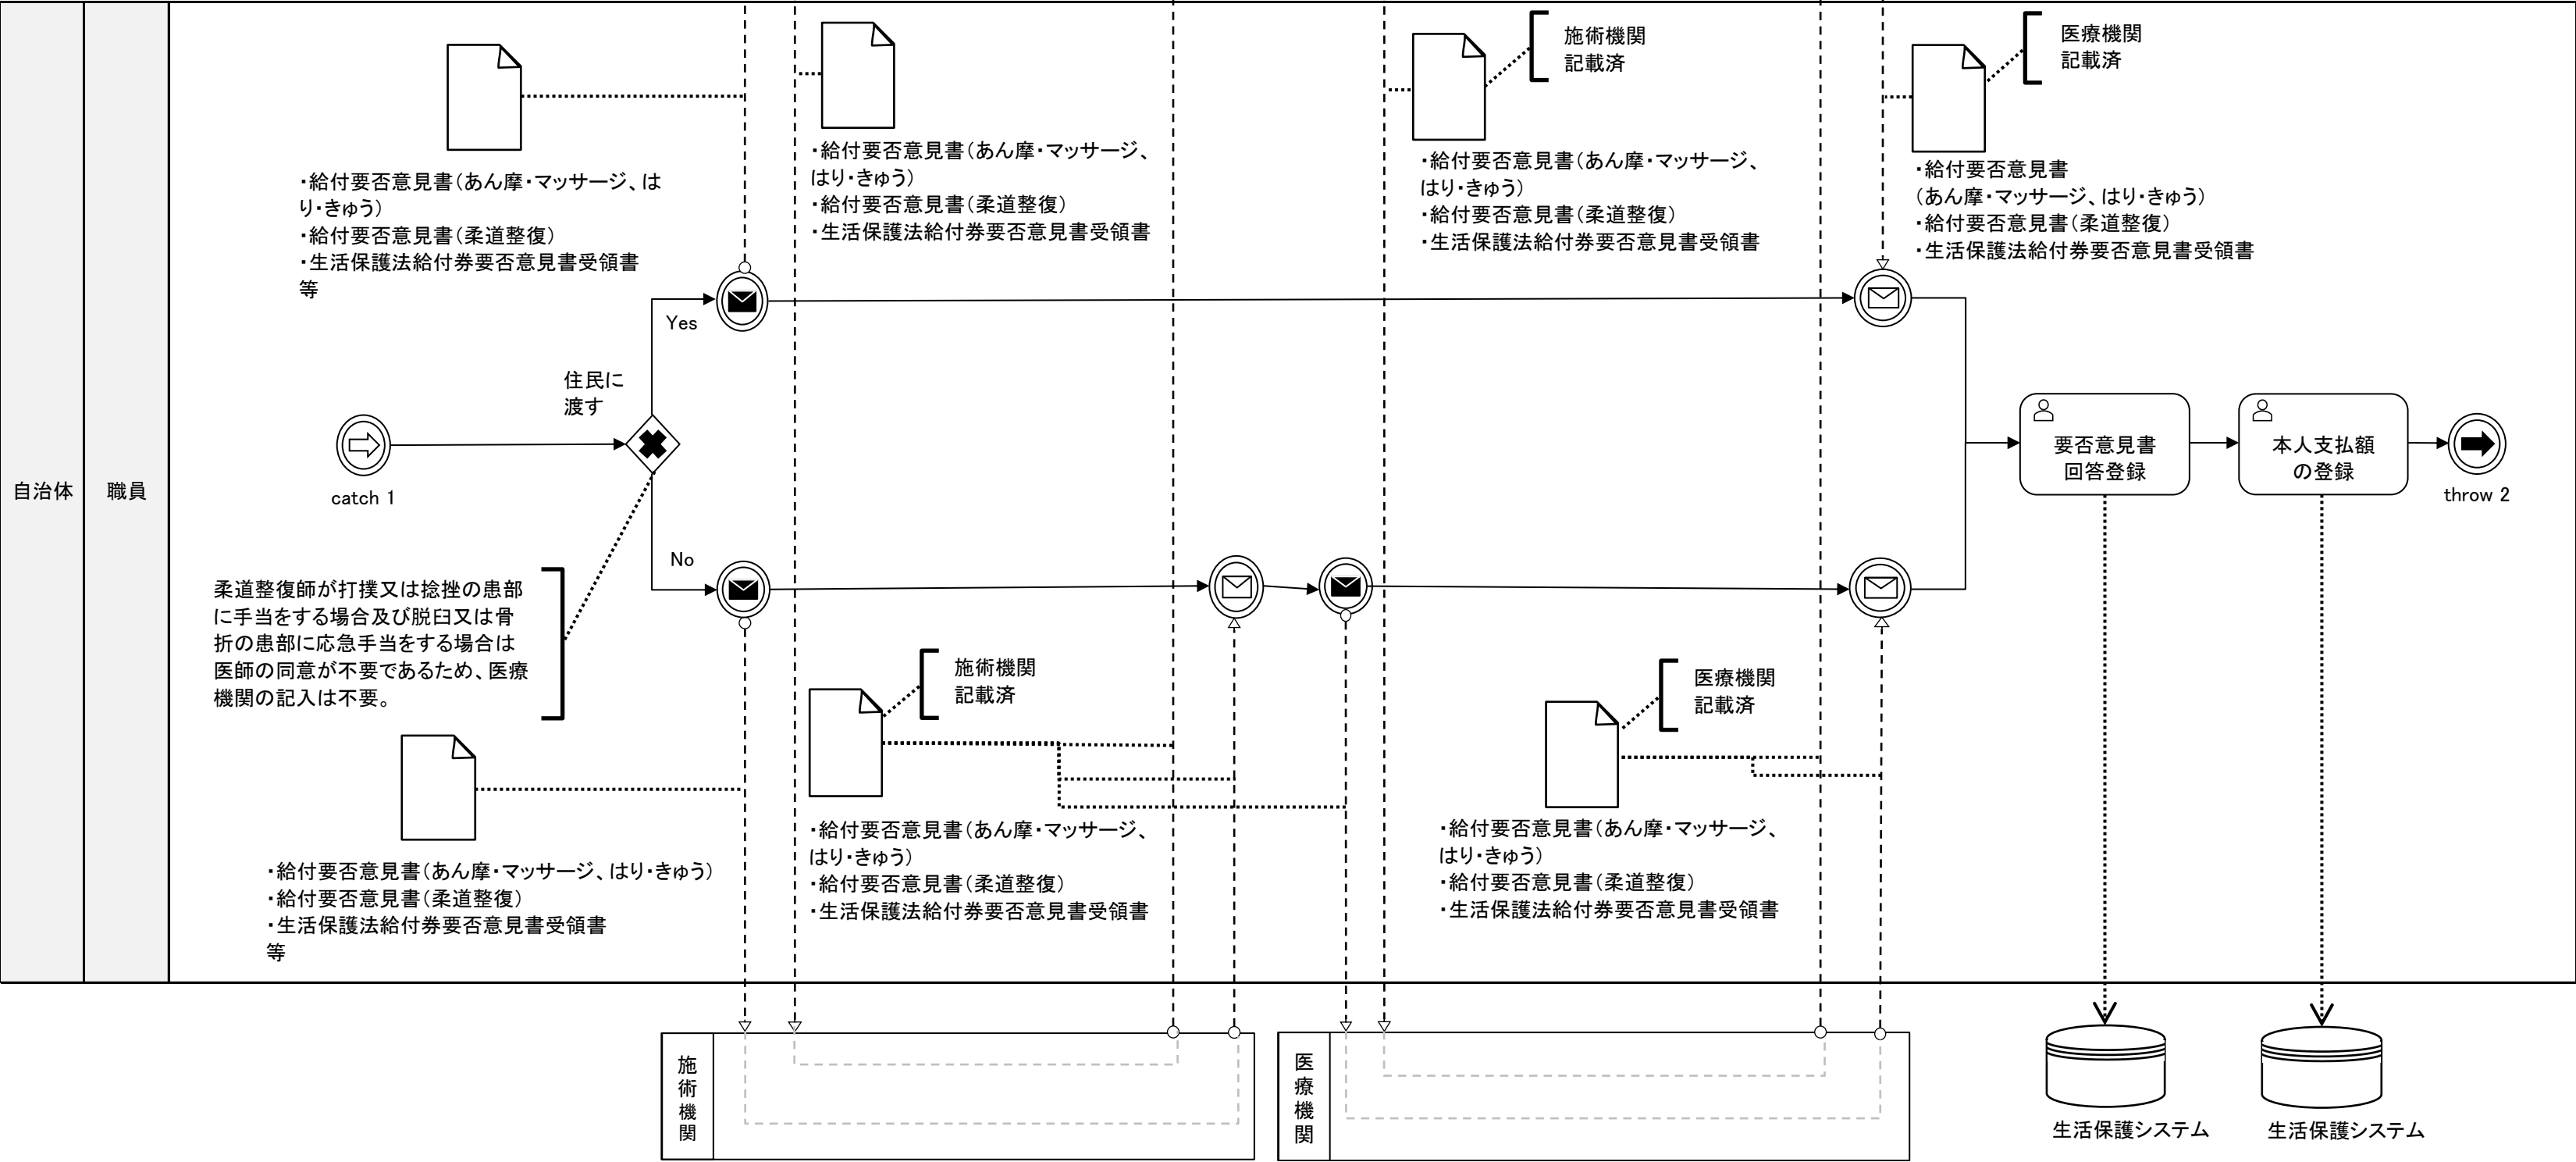 自治体
職員
・給付要否意見書（あん摩・マッサージ、は
り・きゅう）
・給付要否意見書（柔道整復）
・生活保護法給付券要否意見書受領書
等
・給付要否意見書（あん摩・マッサージ、
はり・きゅう）
・給付要否意見書（柔道整復）
・生活保護法給付券要否意見書受領書
施術機関
記載済
・給付要否意見書（あん摩・マッサージ、
はり・きゅう）
・給付要否意見書（柔道整復）
・生活保護法給付券要否意見書受領書
医療機関
記載済
・給付要否意見書
（あん摩・マッサージ、はり・きゅう）
・給付要否意見書（柔道整復）
・生活保護法給付券要否意見書受領書
Yes
住民に
渡す
catch 1
No
要否意見書
回答登録
本人支払額
の登録
throw 2
柔道整復師が打撲又は捻挫の患部
に手当をする場合及び脱臼又は骨
折の患部に応急手当をする場合は
医師の同意が不要であるため、医療
機関の記入は不要。
・給付要否意見書（あん摩・マッサージ、はり・きゅう）
・給付要否意見書（柔道整復）
・生活保護法給付券要否意見書受領書
等
施術機関
記載済
・給付要否意見書（あん摩・マッサージ、
はり・きゅう）
・給付要否意見書（柔道整復）
・生活保護法給付券要否意見書受領書
医療機関
記載済
・給付要否意見書（あん摩・マッサージ、
はり・きゅう）
・給付要否意見書（柔道整復）
・生活保護法給付券要否意見書受領書
施術機関
医療機関
生活保護システム
生活保護システム